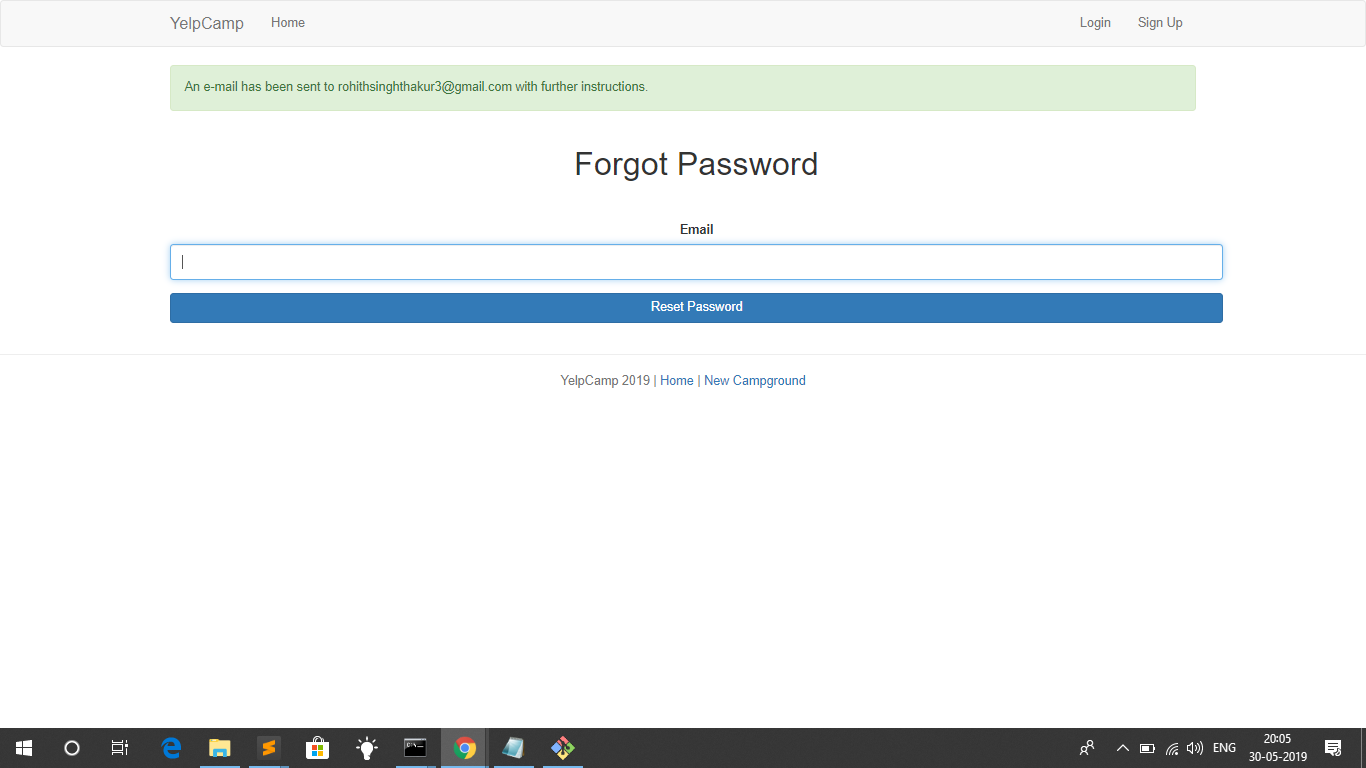 YelpCamp Home Login Sign Up
An e-mail has been sent to rohithsinghthakur3@gmail.com with further instructions.
Forgot Password
Email
Reset Password
YelpCamp 2019 | Home | New Campground
ENG
20:05
30-05-2019